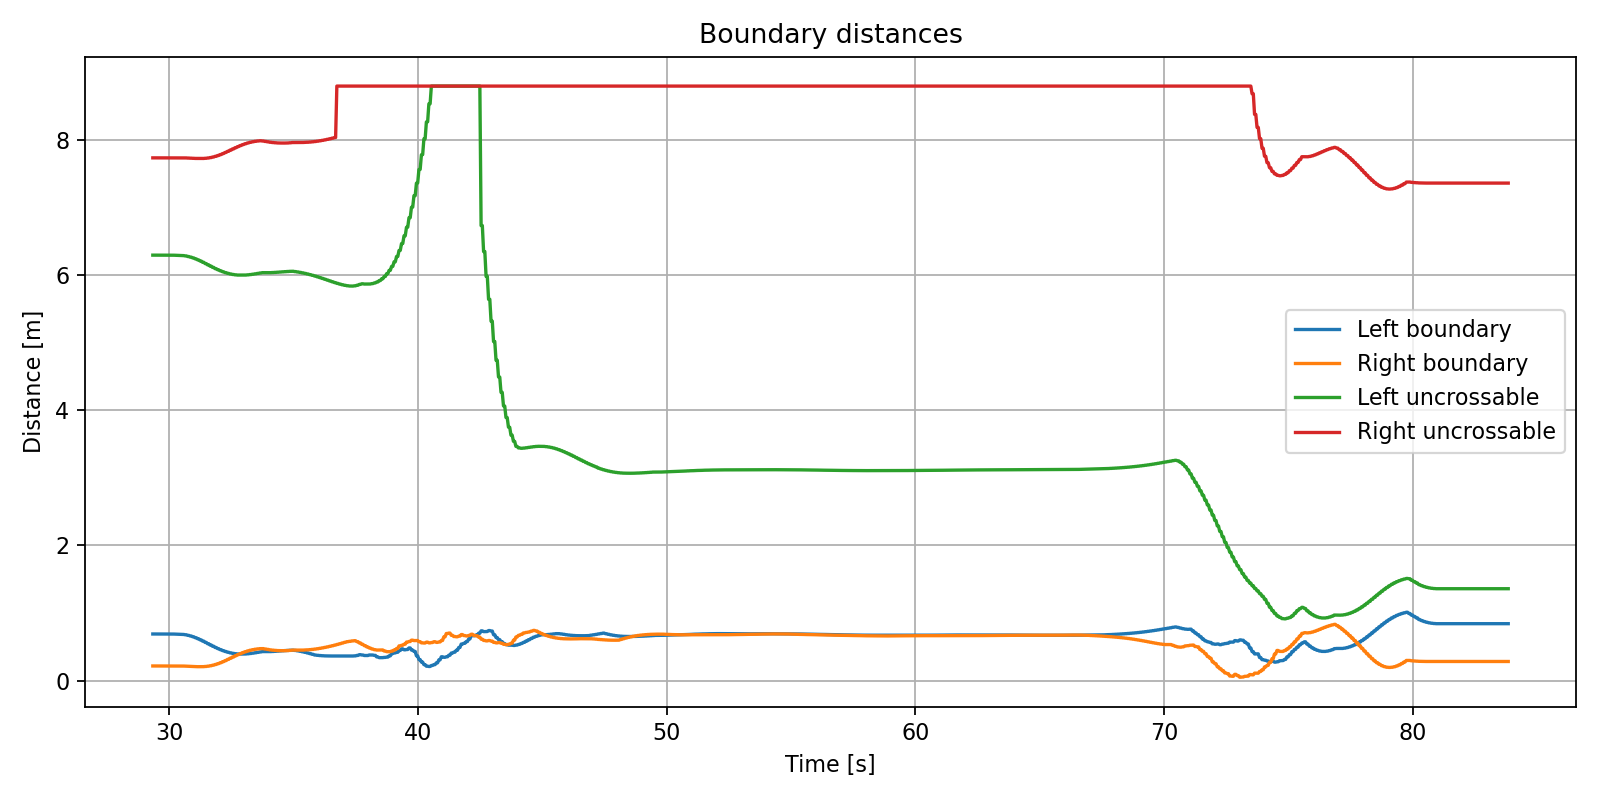 Boundary distances
Distance [m]
8
6
4
2
0
Left boundary
Right boundary
Left uncrossable
Right uncrossable
30 40 50 60 70 80
Time [s]